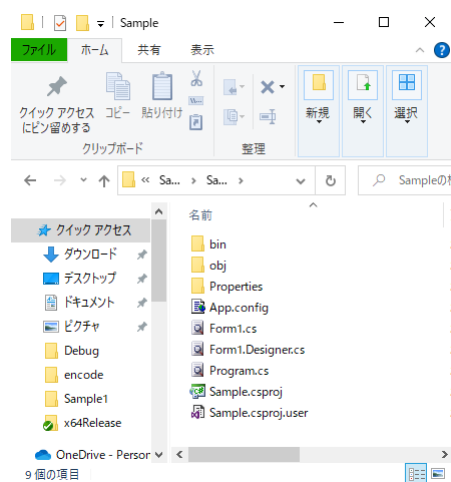 Sample
ファイル ホーム 共有 表示
クイック アクセス
にピン留めする
コピー
貼り付け
新規
開く
選択
クリップボード
整理
« Sa... › Sa... ›
Sampleの
名前
クイック アクセス
ダウンロード
デスクトップ
ドキュメント
ピクチャ
Debug
encode
Sample1
x64Release
OneDrive - Person
bin
obj
Properties
App.config
Form1.cs
Form1.Designer.cs
Program.cs
Sample.csproj
Sample.csproj.user
9 個の項目